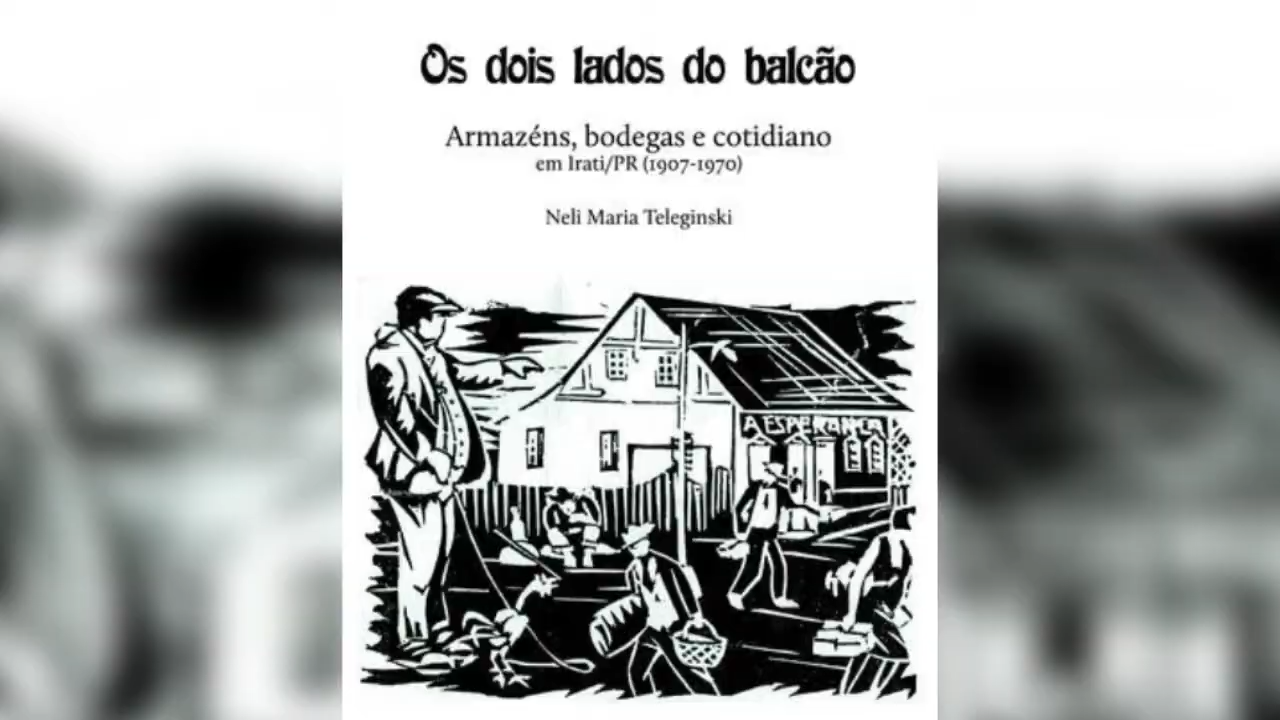 Os dois lados do balcão
Armazéns, bodegas e cotidiano
em Irati/PR (1907-1970)
Neli Maria Teleginski
A ESPERANÇA